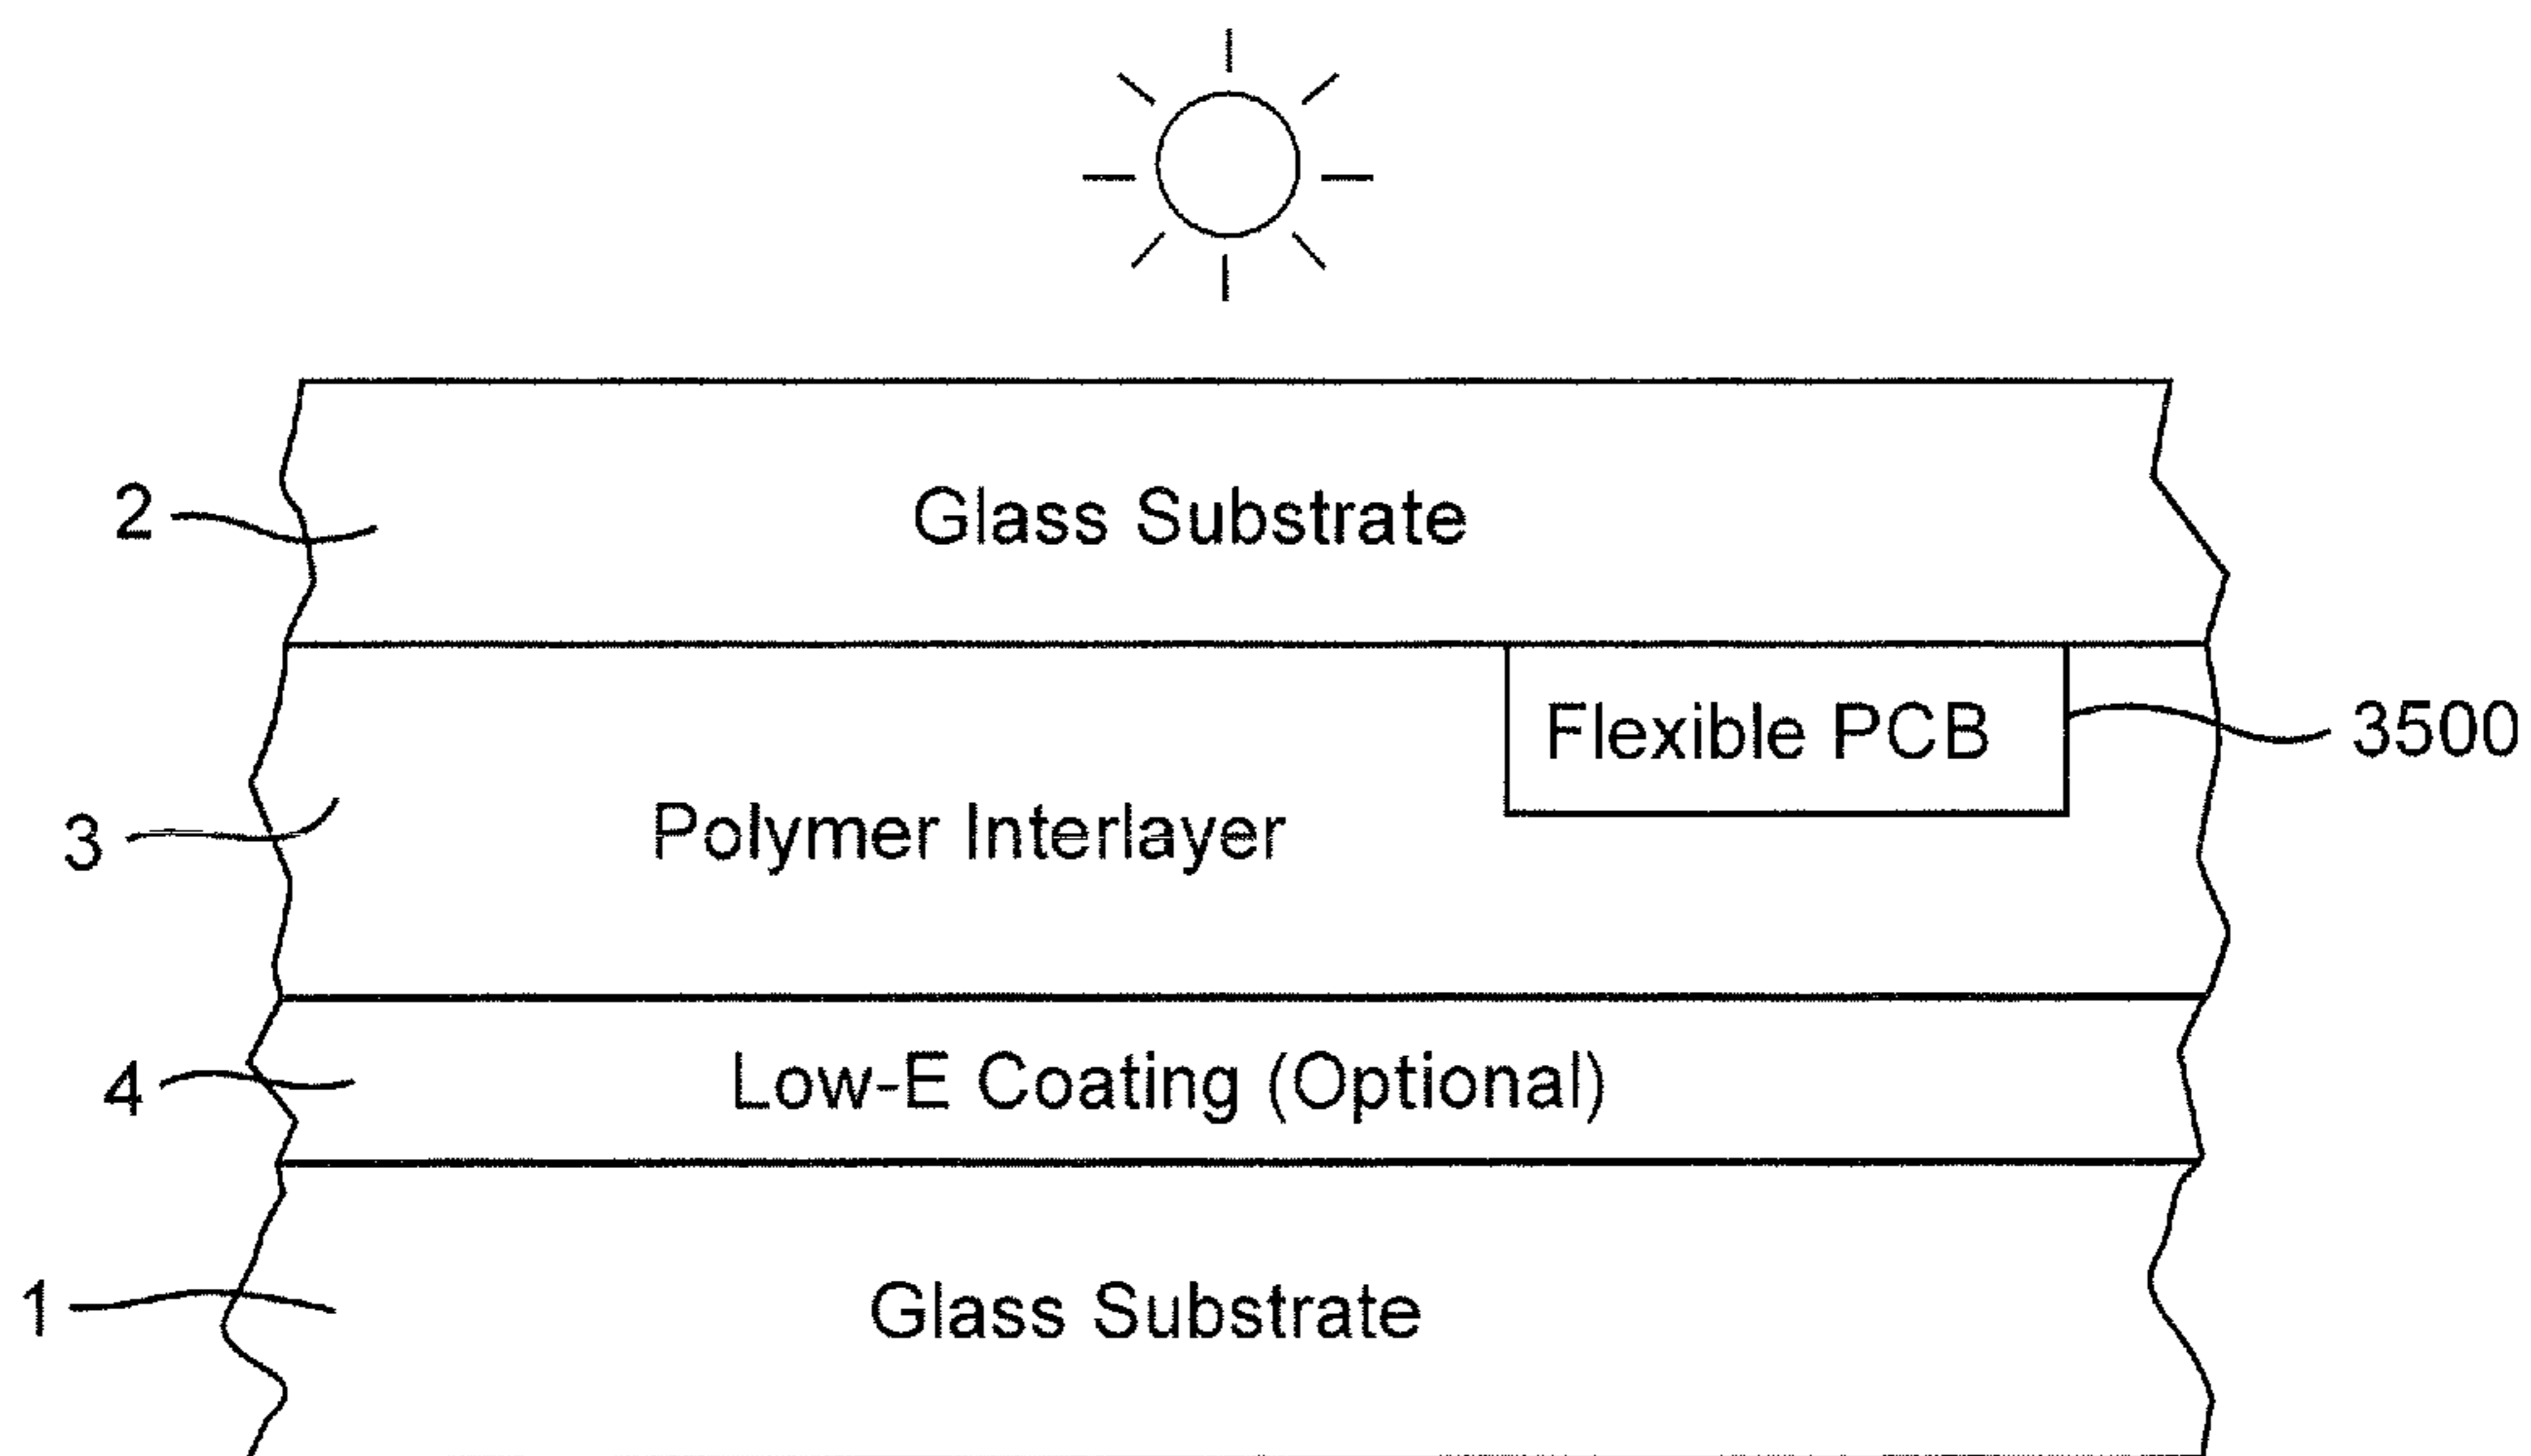 2 Glass Substrate
Flexible PCB 3500
3 Polymer Interlayer
4 Low-E Coating (Optional)
1 Glass Substrate